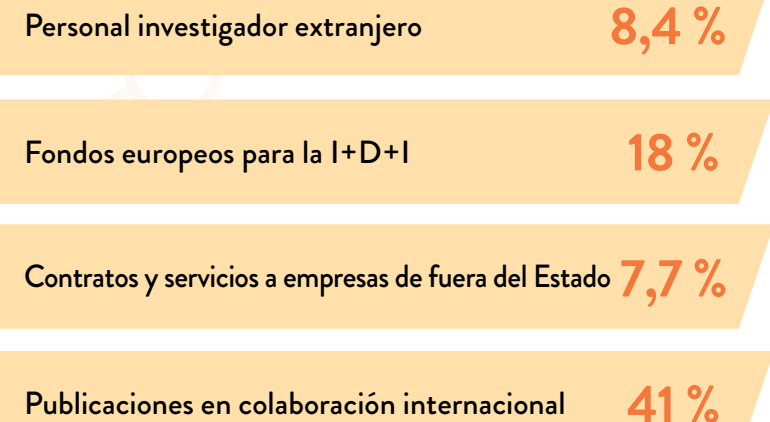 Personal investigador extranjero 8,4 %
Fondos europeos para la I+D+I 18 %
Contratos y servicios a empresas de fuera del Estado 7,7 %
Publicaciones en colaboración internacional 41 %